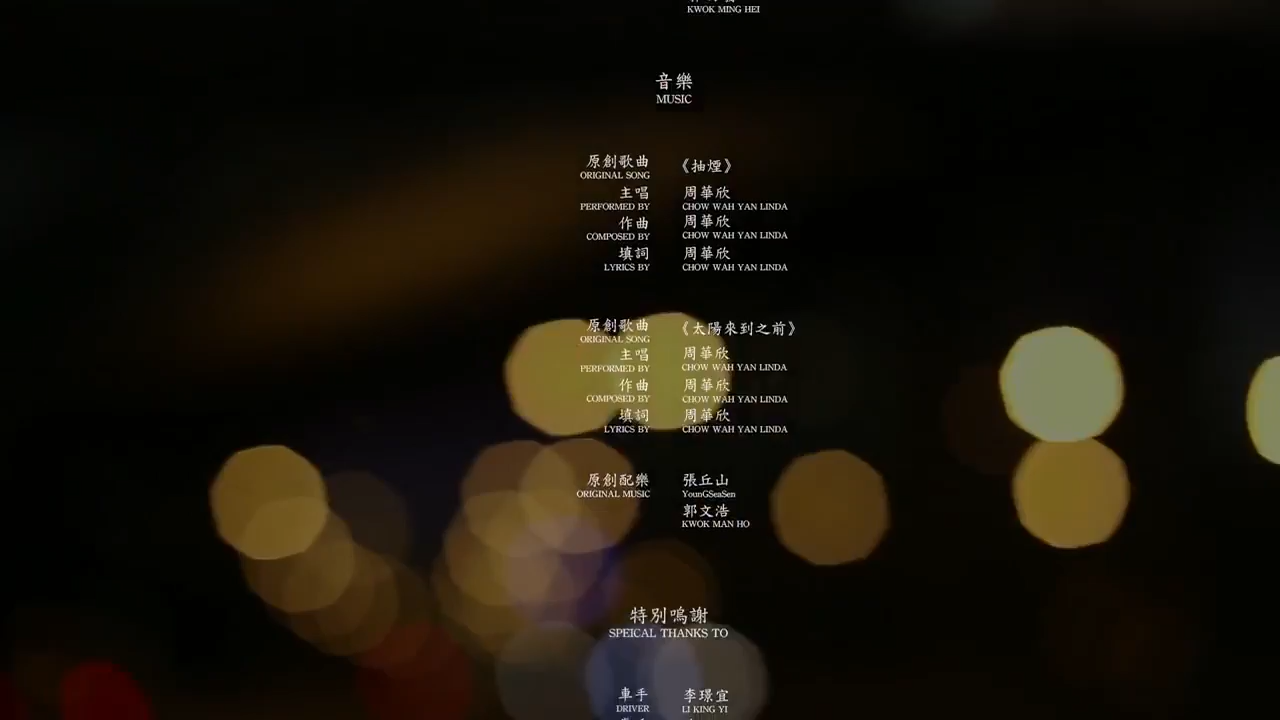 KWOK MING HEI
音樂
MUSIC
原創歌曲 《抽煙》
ORIGINAL SONG
主唱 周華欣
PERFORMED BY CHOW WAH YAN LINDA
作曲 周華欣
COMPOSED BY CHOW WAH YAN LINDA
填詞 周華欣
LYRICS BY CHOW WAH YAN LINDA
原創歌曲 《太陽來到之前》
ORIGINAL SONG
主唱 周華欣
PERFORMED BY CHOW WAH YAN LINDA
作曲 周華欣
COMPOSED BY CHOW WAH YAN LINDA
填詞 周華欣
LYRICS BY CHOW WAH YAN LINDA
原創配樂 張丘山
ORIGINAL MUSIC YounGSeaSen
郭文浩
KWOK MAN HO
特別嗚謝
SPEICAL THANKS TO
車手 李璟宜
DRIVER LI KING YI